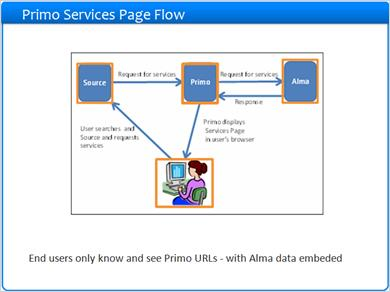 Primo Services Page Flow
Request for services
Request for services
Source
Primo
Alma
Response
Primo displays
Services Page
in user's browser
User searches and
Source and requests
services
End users only know and see Primo URLs - with Alma data embeded